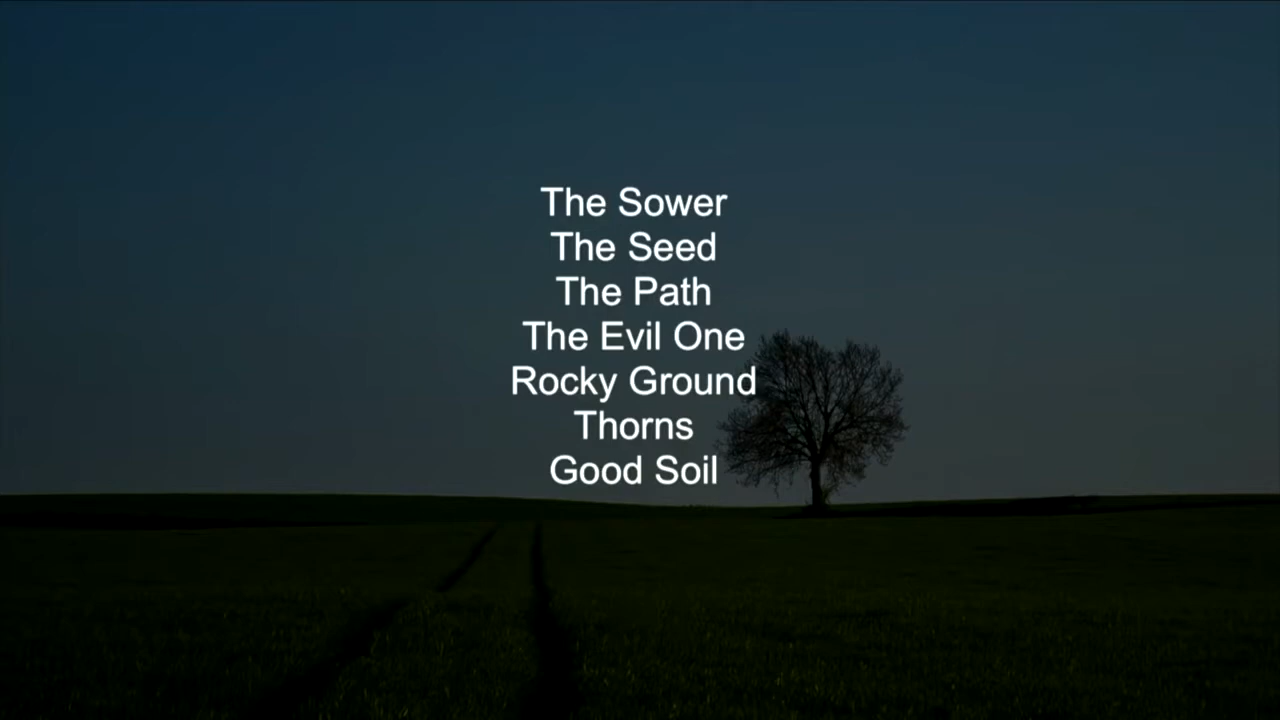 The Sower
The Seed
The Path
The Evil One
Rocky Ground
Thorns
Good Soil